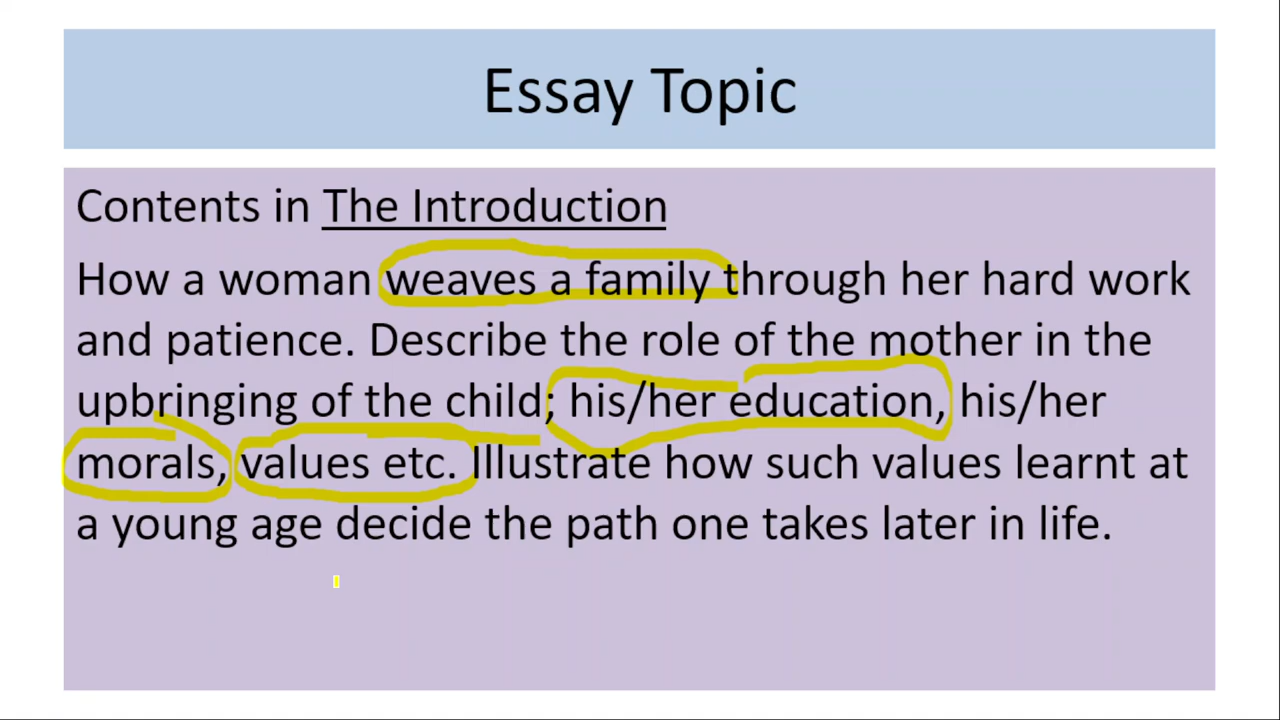 Essay Topic
Contents in The Introduction
How a woman weaves a family through her hard work
and patience. Describe the role of the mother in the
upbringing of the child; his/her education, his/her
morals, values etc. Illustrate how such values learnt at
a young age decide the path one takes later in life.